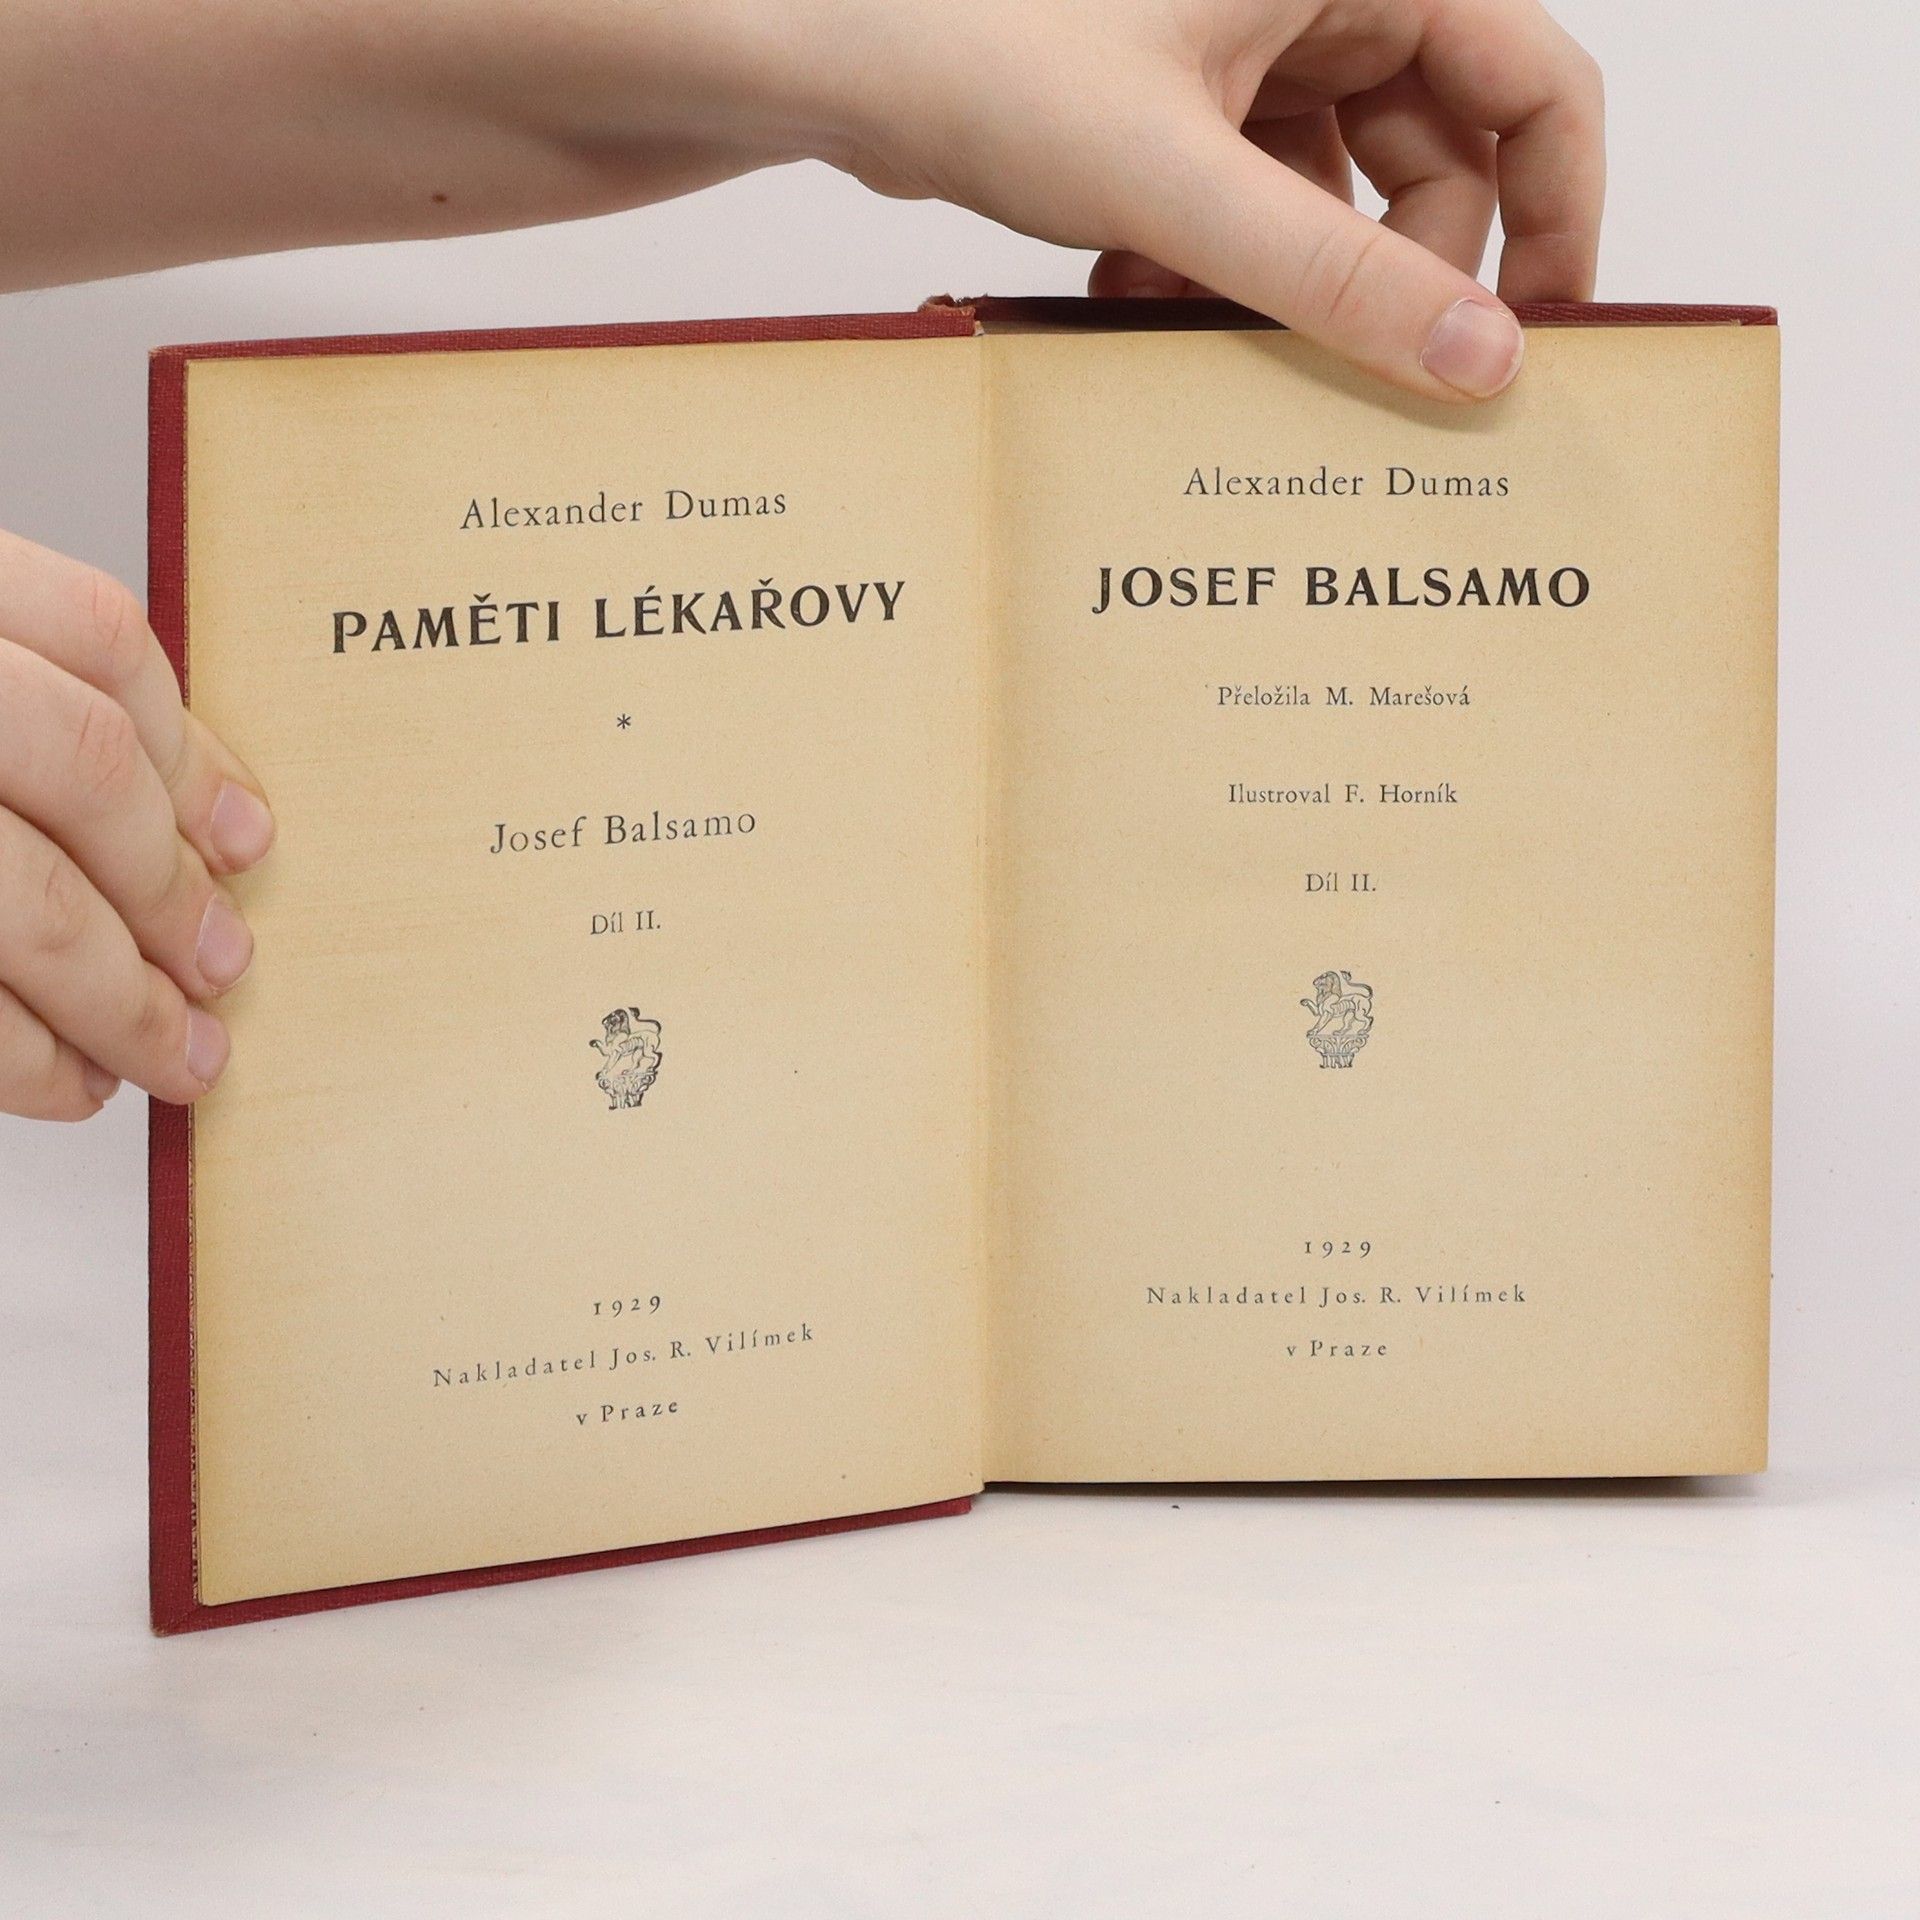 Alexander Dumas
PAMĚTI LÉKAŘOVY
*
Josef Balsamo
Díl II.
1929
Nakladatel Jos. R. Vilímek
v Praze
Alexander Dumas
JOSEF BALSAMO
Přeložila M. Marešová
Ilustroval F. Horník
Díl II.
1929
Nakladatel Jos. R. Vilímek
v Praze